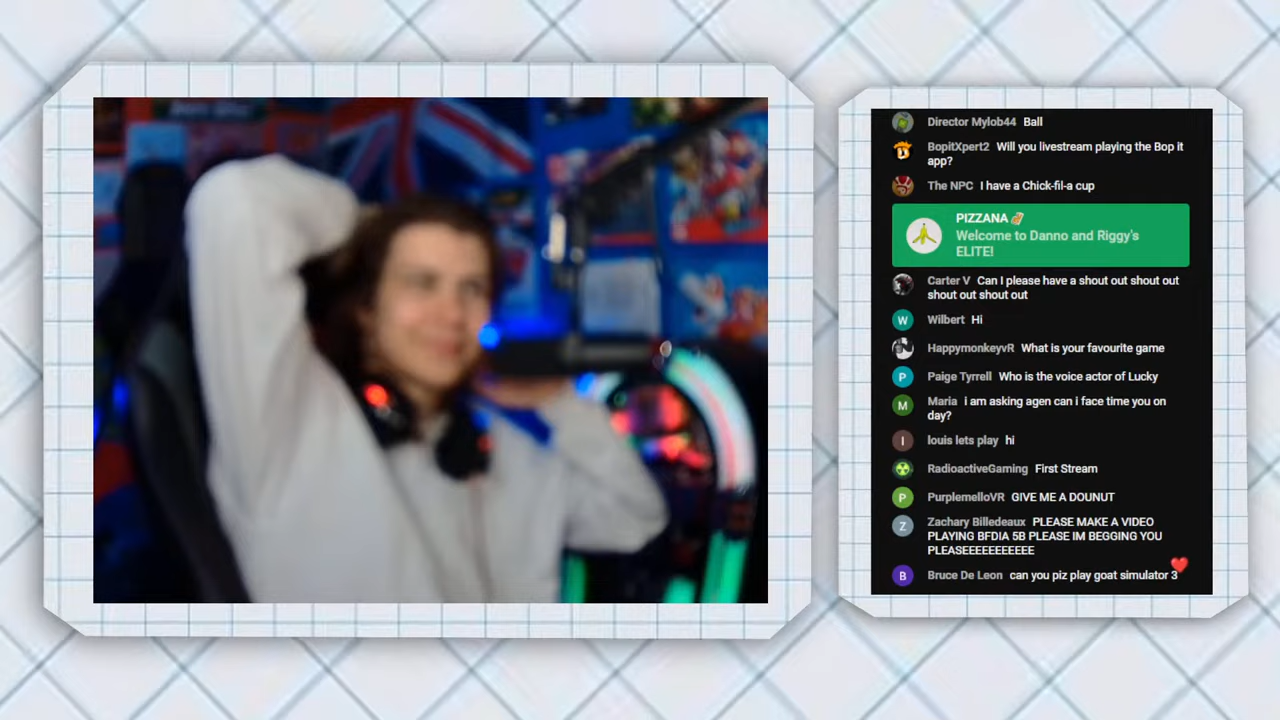 Director Mylob44 Ball
BopitXpert2 Will you livestream playing the Bop it
app?
The NPC I have a Chick-fil-a cup
PIZZANA
Welcome to Danno and Riggy's
ELITE!
Carter V Can I please have a shout out shout out
shout out shout out
W Wilbert Hi
HappymonkeyvR What is your favourite game
P Paige Tyrrell Who is the voice actor of Lucky
M Maria i am asking agen can i face time you on
day?
l louis lets play hi
RadioactiveGaming First Stream
P PurplemelloVR GIVE ME A DOUNUT
Z Zachary Billedeaux PLEASE MAKE A VIDEO
PLAYING BFDIA 5B PLEASE IM BEGGING YOU
PLEASEEEEEEEEEEE
B Bruce De Leon can you piz play goat simulator 3